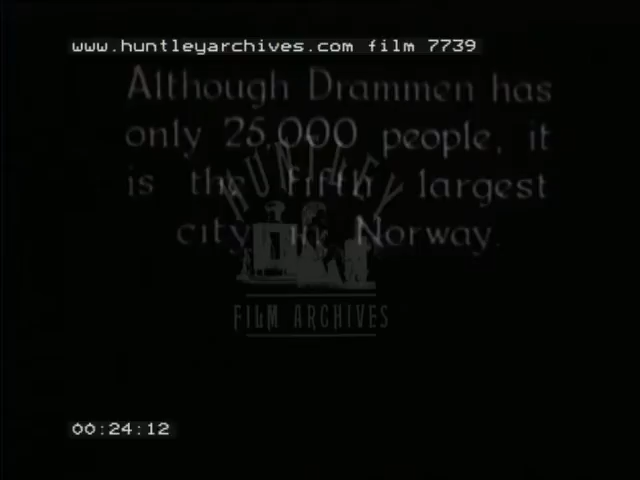 www.huntleyarchives.com film 7739
Although Drammen has
only 25,000 people, it
is the fifth largest
city in Norway.
HUNTLEY
FILM ARCHIVES
00:24:12